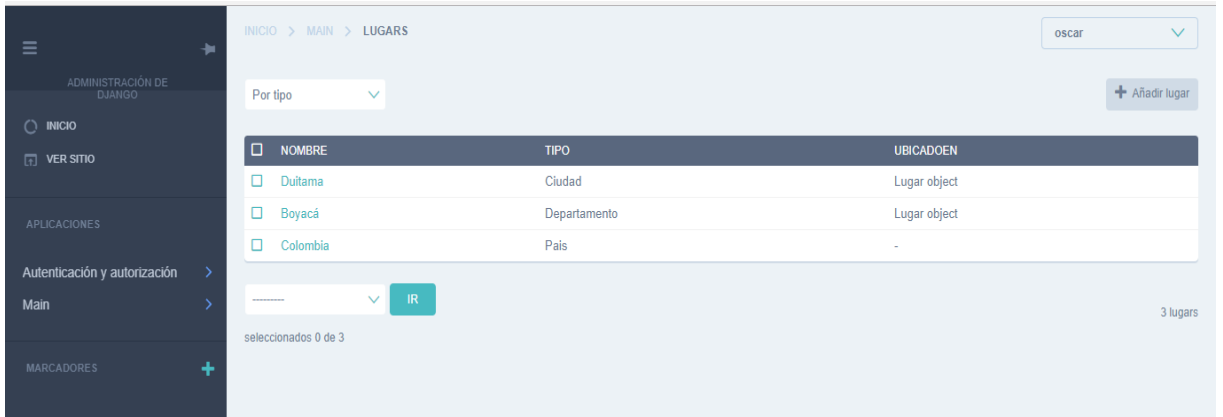 ADMINISTRACIÓN DE
DJANGO
INICIO
VER SITIO
APLICACIONES
Autenticación y autorización
Main
MARCADORES
INICIO > MAIN > LUGARS
oscar
Por tipo
Añadir lugar
NOMBRE TIPO UBICADOEN
Duitama Ciudad Lugar object
Boyacá Departamento Lugar object
Colombia Pais -
--------- IR
3 lugars
seleccionados 0 de 3